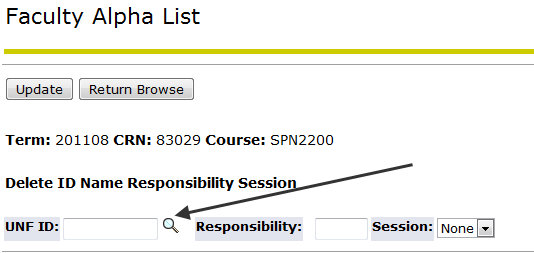 Faculty Alpha List
Update Return Browse
Term: 201108 CRN: 83029 Course: SPN2200
Delete ID Name Responsibility Session
UNF ID: Responsibility: Session: None